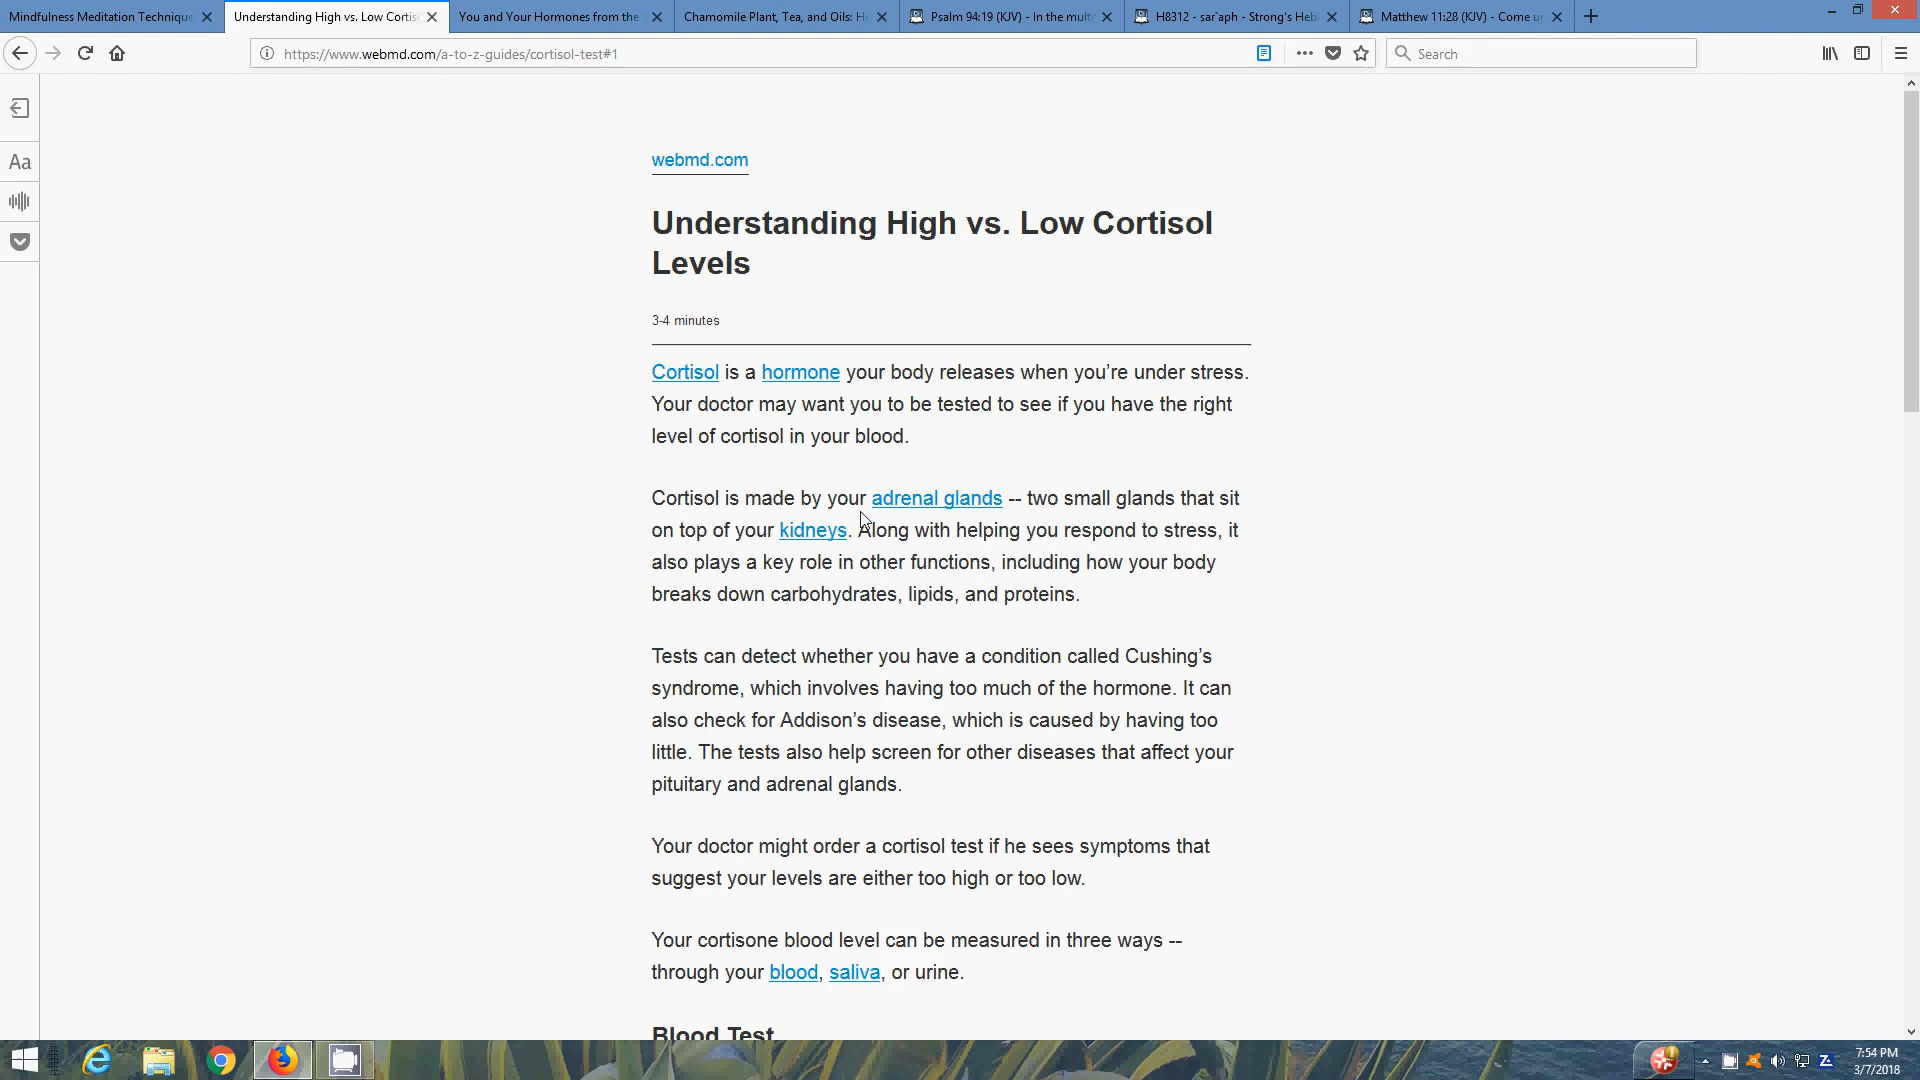 Mindfulness Meditation Technique
Understanding High vs. Low Cortis
You and Your Hormones from the
Chamomile Plant, Tea, and Oils: H
Psalm 94:19 (KJV) - In the mult
H8312 - sar`aph - Strong's Heb
Matthew 11:28 (KJV) - Come u
https://www.webmd.com/a-to-z-guides/cortisol-test#1
Search
Aa
webmd.com
Understanding High vs. Low Cortisol
Levels
3-4 minutes
Cortisol is a hormone your body releases when you’re under stress.
Your doctor may want you to be tested to see if you have the right
level of cortisol in your blood.
Cortisol is made by your adrenal glands -- two small glands that sit
on top of your kidneys. Along with helping you respond to stress, it
also plays a key role in other functions, including how your body
breaks down carbohydrates, lipids, and proteins.
Tests can detect whether you have a condition called Cushing’s
syndrome, which involves having too much of the hormone. It can
also check for Addison’s disease, which is caused by having too
little. The tests also help screen for other diseases that affect your
pituitary and adrenal glands.
Your doctor might order a cortisol test if he sees symptoms that
suggest your levels are either too high or too low.
Your cortisone blood level can be measured in three ways --
through your blood, saliva, or urine.
Blood Test
7:54 PM
3/7/2018